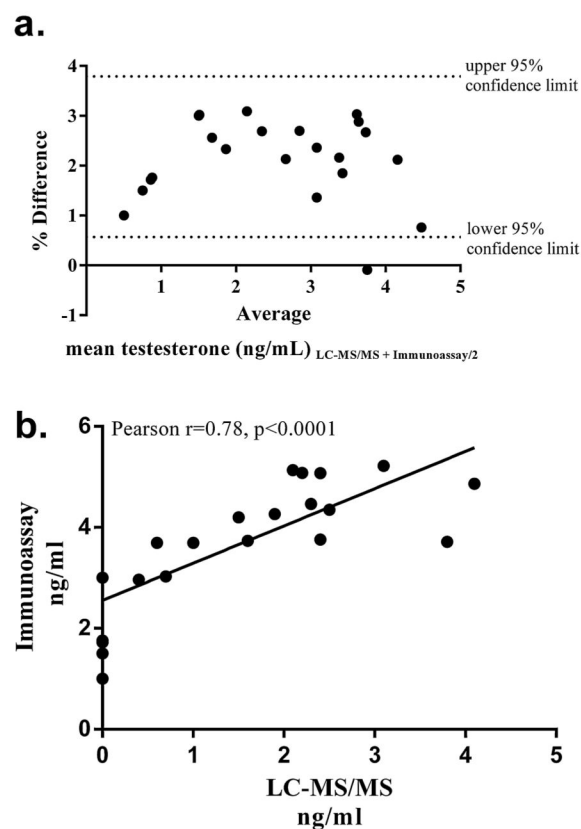 a.
upper 95%
confidence limit
4
3
2
1
0
-1
% Difference
lower 95%
confidence limit
1 2 3 4 5
Average
mean testesterone (ng/mL) LC-MS/MS + Immunoassay/2
b.
Pearson r=0.78, p<0.0001
6
4
2
0
Immunoassay
ng/ml
0 1 2 3 4 5
LC-MS/MS
ng/ml